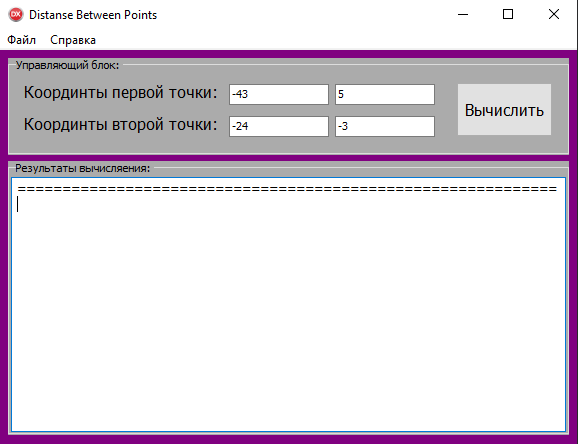 DX Distanse Between Points
Файл Справка
Управляющий блок:
Координты первой точки: -43 5
Вычислить
Координты второй точки: -24 -3
Результаты вычисляения:
============================================================